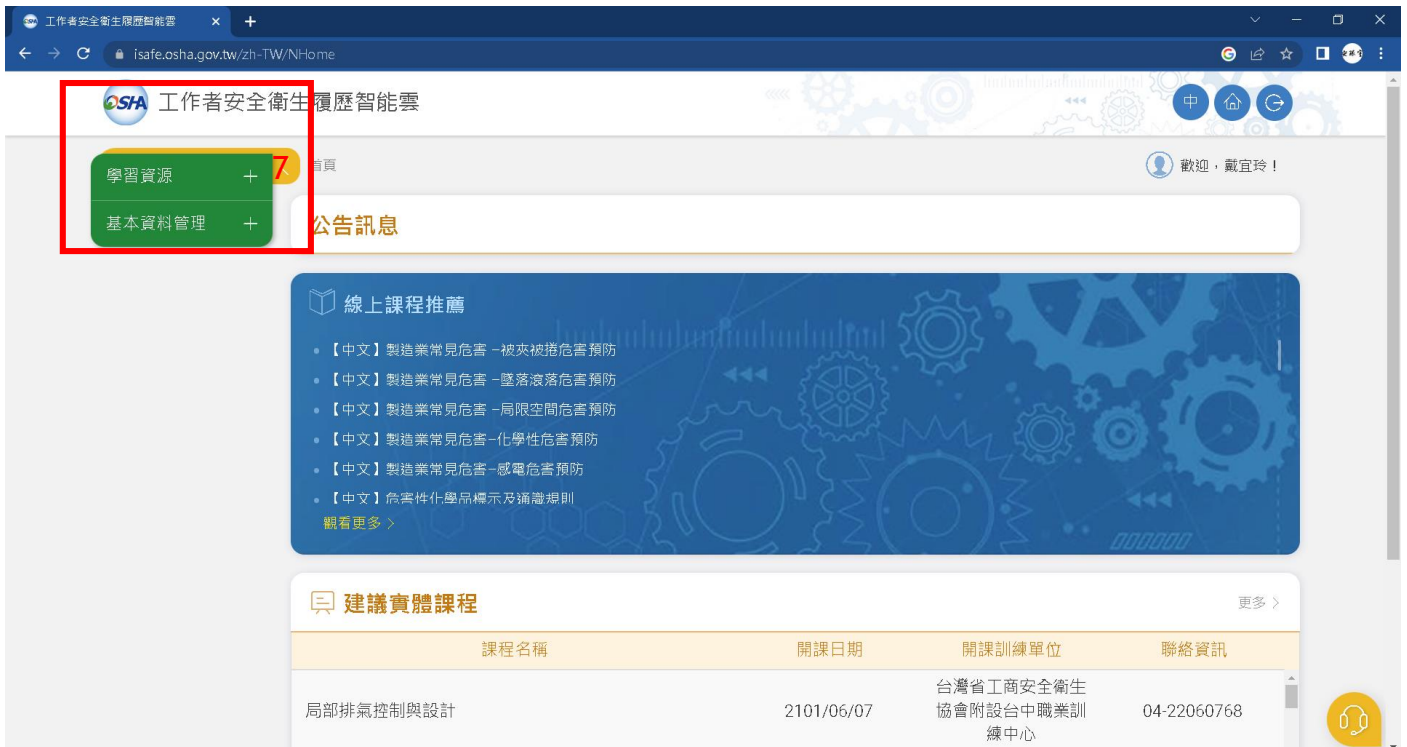 工作者安全衛生履歷智能雲
isafe.osha.gov.tw/zh-TW/NHome
OSHA 工作者安全衛生履歷智能雲
中
學習資源 +
7
首頁
歡迎，戴宜玲！
基本資料管理 +
公告訊息
線上課程推薦
【中文】製造業常見危害 –被夾被捲危害預防
【中文】製造業常見危害 –墜落滾落危害預防
【中文】製造業常見危害 –局限空間危害預防
【中文】製造業常見危害–化學性危害預防
【中文】製造業常見危害–感電危害預防
【中文】危害性化學品標示及通識規則
觀看更多 〉
建議實體課程
更多 〉
課程名稱 開課日期 開課訓練單位 聯絡資訊
局部排氣控制與設計 2101/06/07 台灣省工商安全衛生協會附設台中職業訓練中心 04-22060768